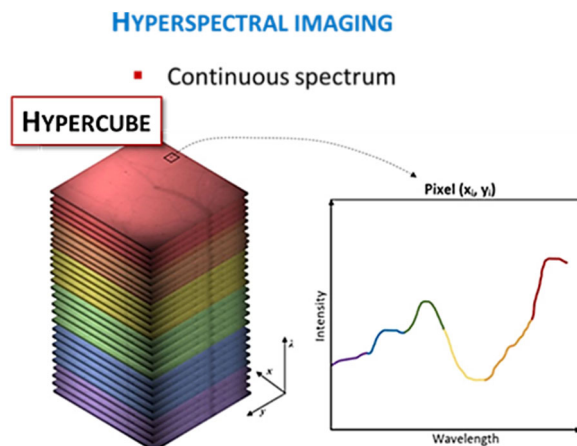 HYPERSPECTRAL IMAGING
▪ Continuous spectrum
HYPERCUBE
Pixel (xᵢ, yᵢ)
Intensity
λ
x
y
Wavelength